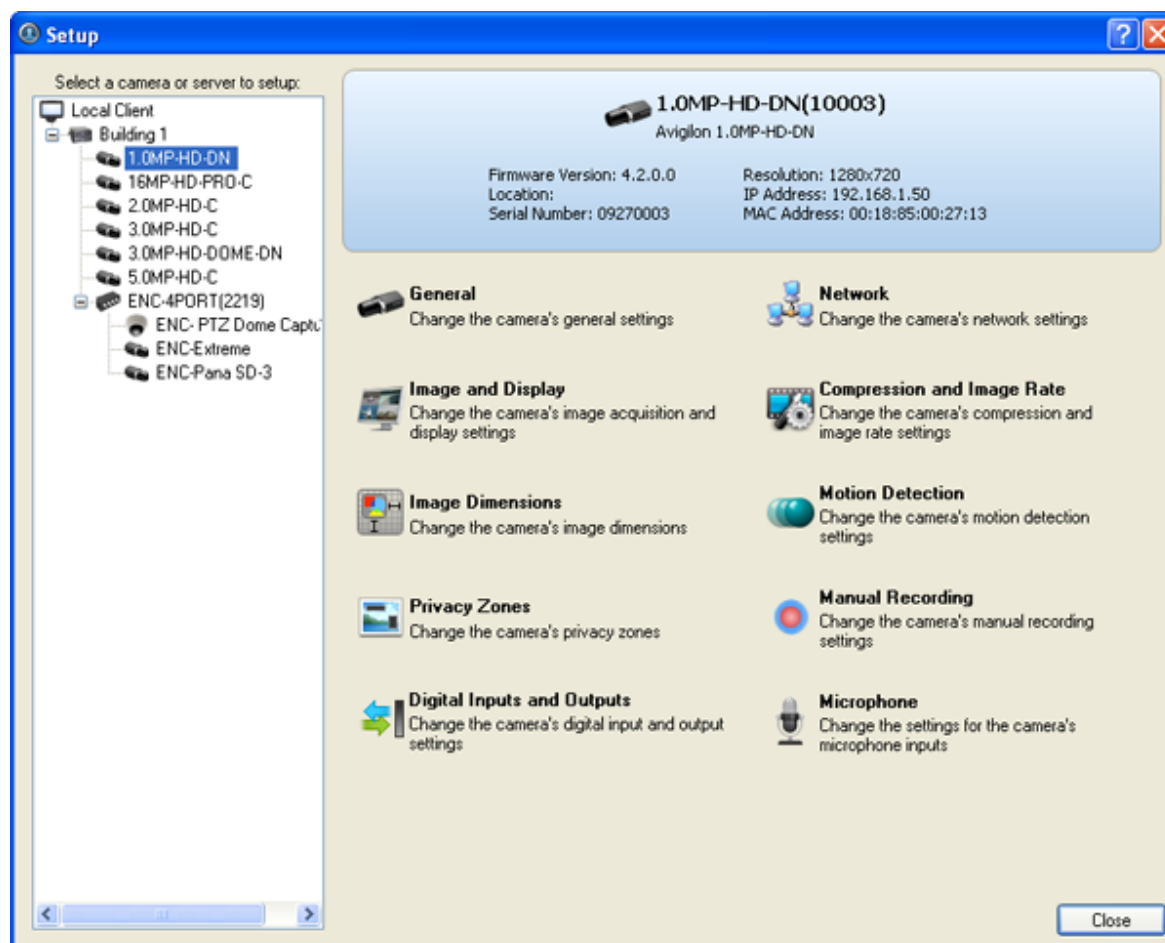 Setup
Select a camera or server to setup:
Local Client
Building 1
1.0MP-HD-DN
16MP-HD-PRO-C
2.0MP-HD-C
3.0MP-HD-C
3.0MP-HD-DOME-DN
5.0MP-HD-C
ENC-4PORT(2219)
ENC- PTZ Dome Captu
ENC-Extreme
ENC-Pana SD-3
1.0MP-HD-DN(10003)
Avigilon 1.0MP-HD-DN
Firmware Version: 4.2.0.0
Location:
Serial Number: 09270003
Resolution: 1280x720
IP Address: 192.168.1.50
MAC Address: 00:18:85:00:27:13
General
Change the camera's general settings
Network
Change the camera's network settings
Image and Display
Change the camera's image acquisition and
display settings
Compression and Image Rate
Change the camera's compression and
image rate settings
Image Dimensions
Change the camera's image dimensions
Motion Detection
Change the camera's motion detection
settings
Privacy Zones
Change the camera's privacy zones
Manual Recording
Change the camera's manual recording
settings
Digital Inputs and Outputs
Change the camera's digital input and output
settings
Microphone
Change the settings for the camera's
microphone inputs
Close